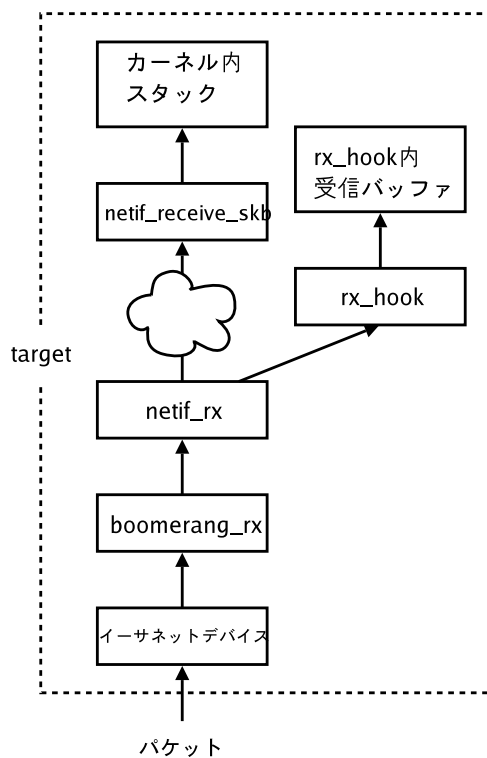 カーネル内
スタック
rx_hook内
受信バッファ
netif_receive_skb
rx_hook
target
netif_rx
boomerang_rx
イーサネットデバイス
パケット